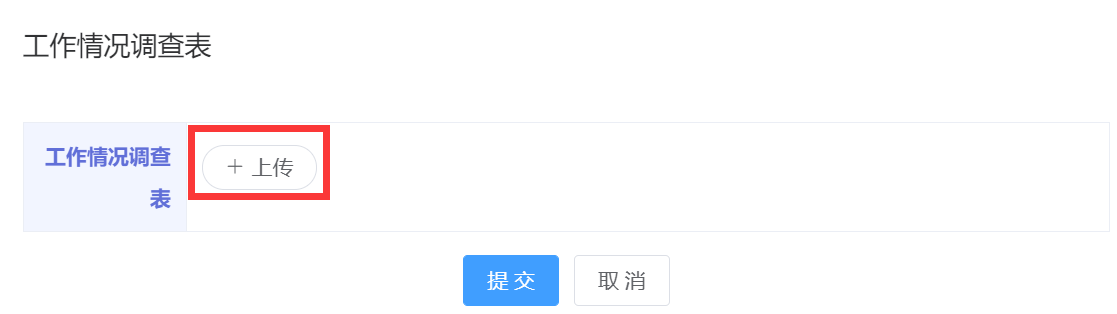 工作情况调查表
工作情况调查
表
＋ 上传
提交
取消